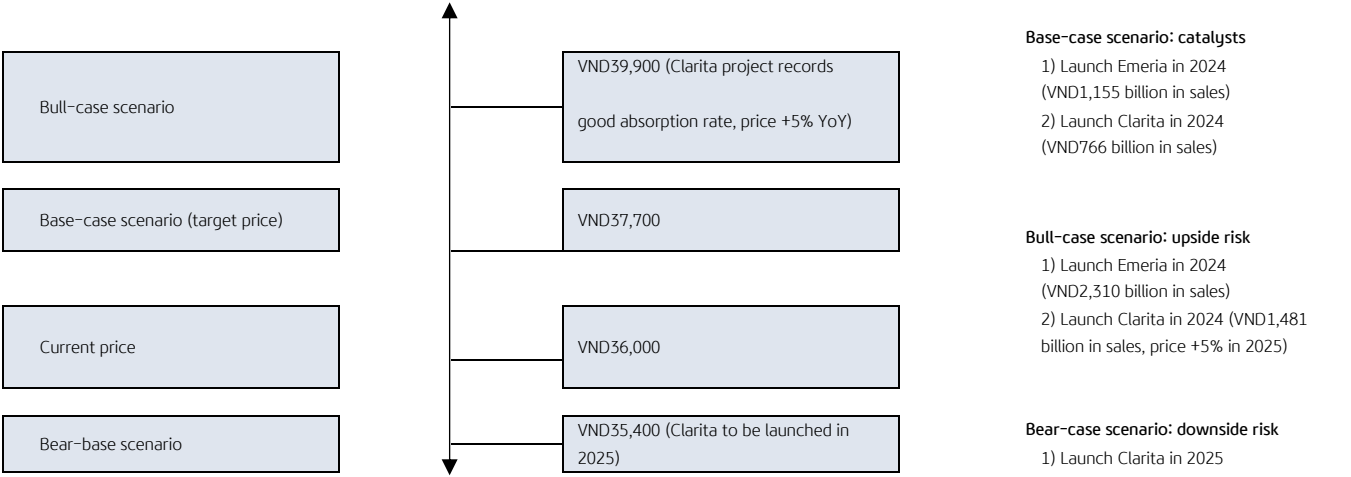 Bull-case scenario
VND39,900 (Clarita project records
good absorption rate, price +5% YoY)
Base-case scenario (target price)
VND37,700
Current price
VND36,000
Bear-base scenario
VND35,400 (Clarita to be launched in
2025)
Base-case scenario: catalysts
1) Launch Emeria in 2024
(VND1,155 billion in sales)
2) Launch Clarita in 2024
(VND766 billion in sales)
Bull-case scenario: upside risk
1) Launch Emeria in 2024
(VND2,310 billion in sales)
2) Launch Clarita in 2024 (VND1,481
billion in sales, price +5% in 2025)
Bear-case scenario: downside risk
1) Launch Clarita in 2025